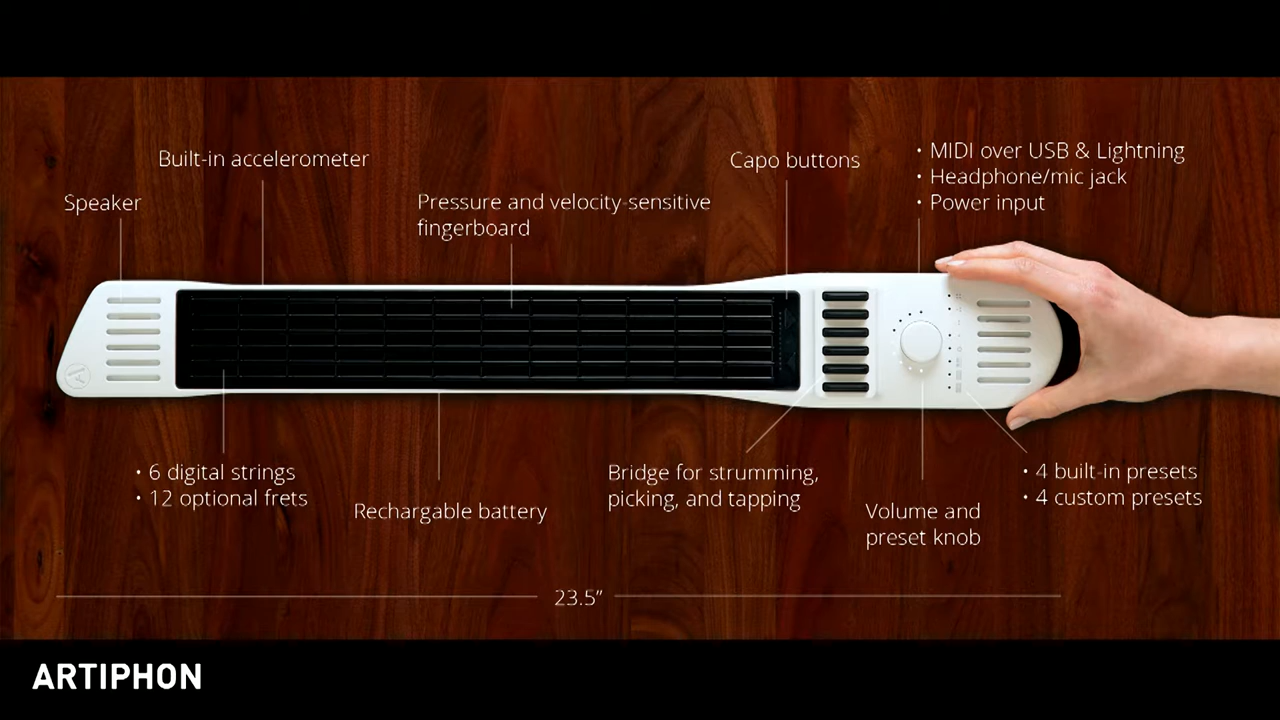 Built-in accelerometer
Speaker
Pressure and velocity-sensitive
fingerboard
Capo buttons
• MIDI over USB & Lightning
• Headphone/mic jack
• Power input
• 6 digital strings
• 12 optional frets
Rechargable battery
Bridge for strumming,
picking, and tapping
Volume and
preset knob
• 4 built-in presets
• 4 custom presets
23.5”
ARTIPHON